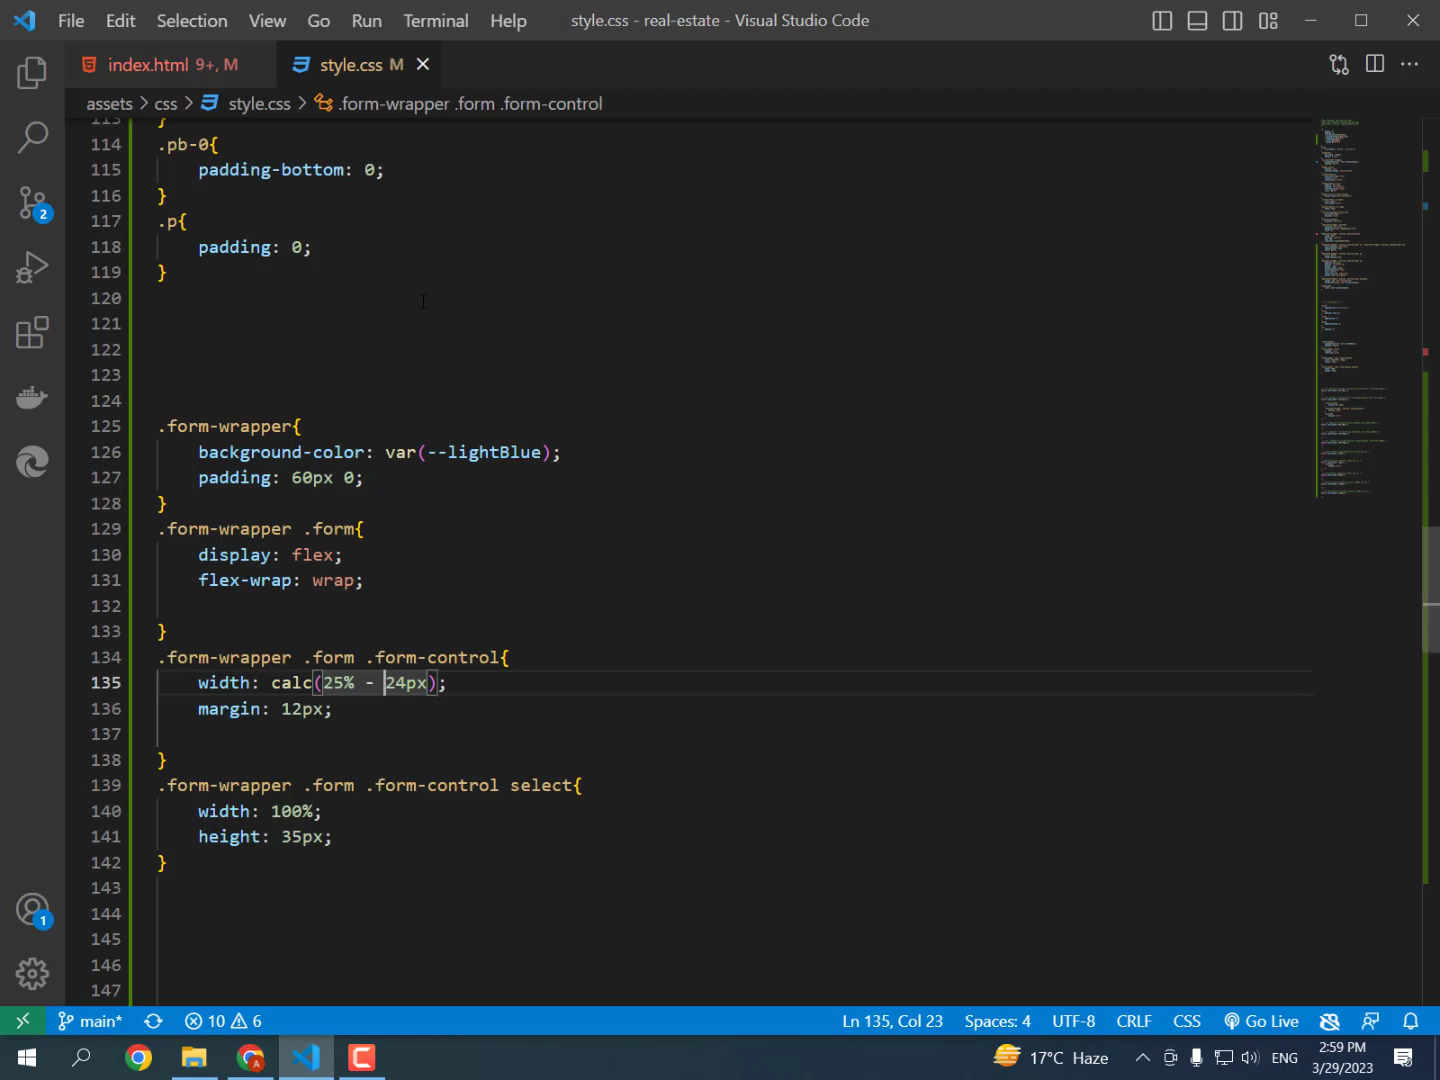 File Edit Selection View Go Run Terminal Help style.css - real-estate - Visual Studio Code
index.html 9+, M style.css M
assets > css > style.css > .form-wrapper .form .form-control
113 }
114 .pb-0{
115 padding-bottom: 0;
116 }
117 .p{
118 padding: 0;
119 }
120
121
122
123
124
125 .form-wrapper{
126 background-color: var(--lightBlue);
127 padding: 60px 0;
128 }
129 .form-wrapper .form{
130 display: flex;
131 flex-wrap: wrap;
132
133 }
134 .form-wrapper .form .form-control{
135 width: calc(25% - 24px);
136 margin: 12px;
137
138 }
139 .form-wrapper .form .form-control select{
140 width: 100%;
141 height: 35px;
142 }
143
144
145
146
147
2
1
main* 10 6 Ln 135, Col 23 Spaces: 4 UTF-8 CRLF CSS Go Live
17°C Haze ENG 2:59 PM
3/29/2023